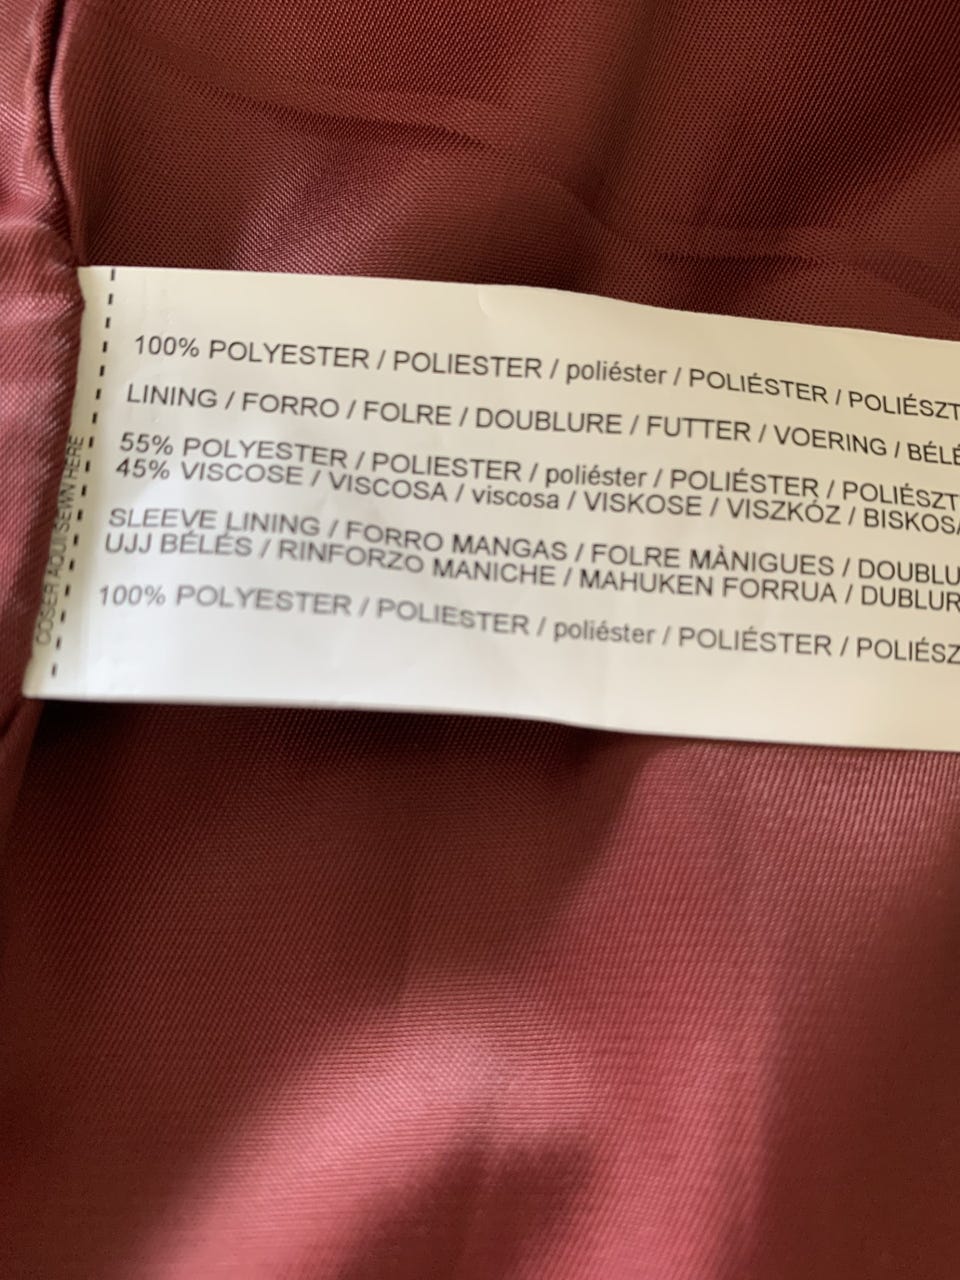 100% POLYESTER / POLIESTER / poliéster / POLIÉSTER / POLIÉSZT
LINING / FORRO / FOLRE / DOUBLURE / FUTTER / VOERING / BÉLÉ
55% POLYESTER / POLIESTER / poliéster / POLIÉSTER / POLIÉSZT
45% VISCOSE / VISCOSA / viscosa / VISKOSE / VISZKÓZ / BISKOSA
SLEEVE LINING / FORRO MANGAS / FOLRE MÀNIGUES / DOUBLU
UJJ BÉLÉS / RINFORZO MANICHE / MAHUKEN FORRUA / DUBLUR
100% POLYESTER / POLIESTER / poliéster / POLIÉSTER / POLIÉSZ
COSER AQUI SEWN HERE